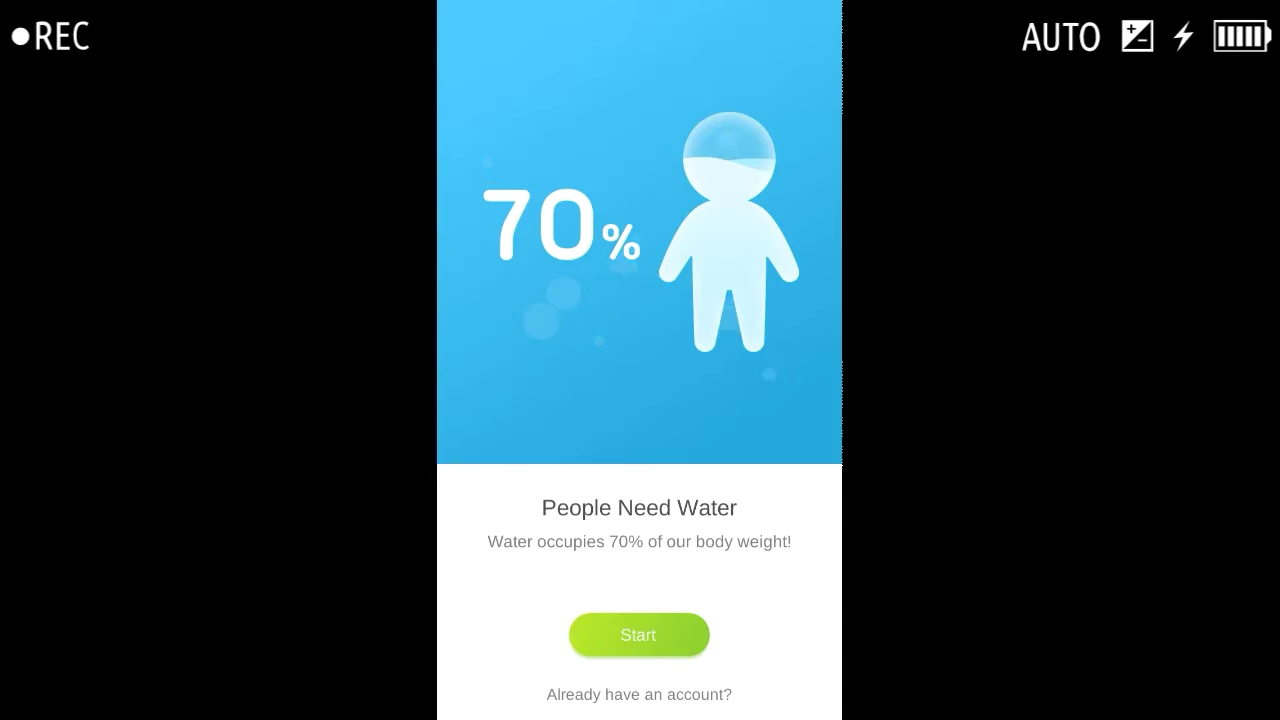 REC
AUTO
70%
People Need Water
Water occupies 70% of our body weight!
Start
Already have an account?